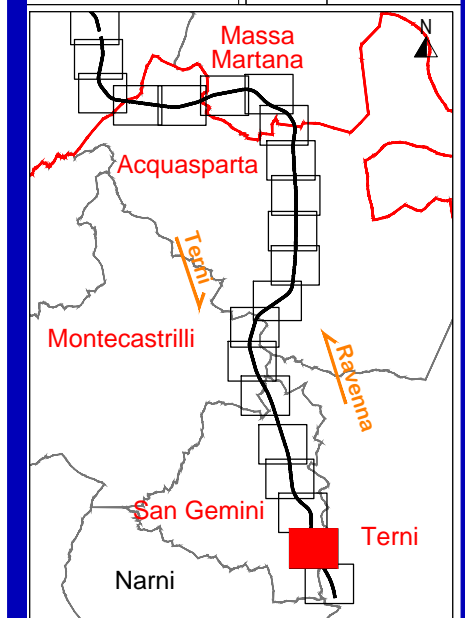 Massa
Martana
N
Acquasparta
Terni
Montecastrilli
Ravenna
San Gemini
Terni
Narni